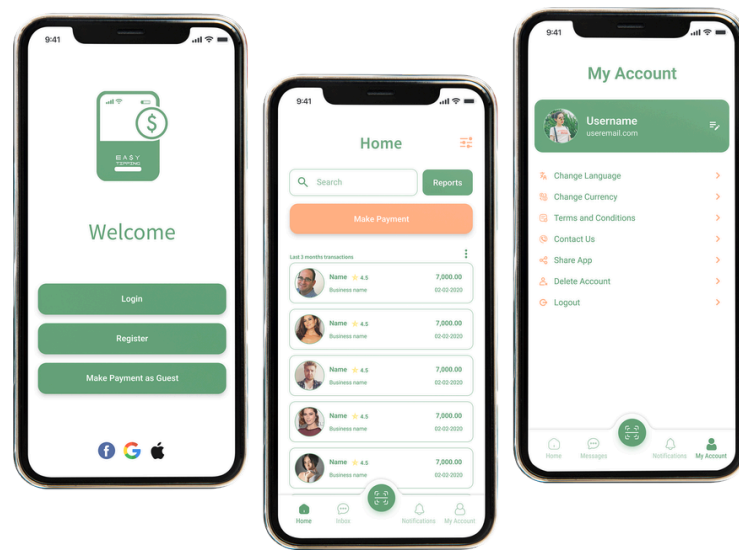 9:41
$
EASY
TIPPING
Welcome
Login
Register
Make Payment as Guest
f G
9:41
Home
Search
Reports
Make Payment
Last 3 months transactions
Name 4.5 7,000.00
Business name 02-02-2020
Name 4.5 7,000.00
Business name 02-02-2020
Name 4.5 7,000.00
Business name 02-02-2020
Name 4.5 7,000.00
Business name 02-02-2020
Name 4.5 7,000.00
Business name 02-02-2020
Home Inbox Notifications My Account
9:41
My Account
Username
useremail.com
Change Language
Change Currency
Terms and Conditions
Contact Us
Share App
Delete Account
Logout
Home Messages Notifications My Account